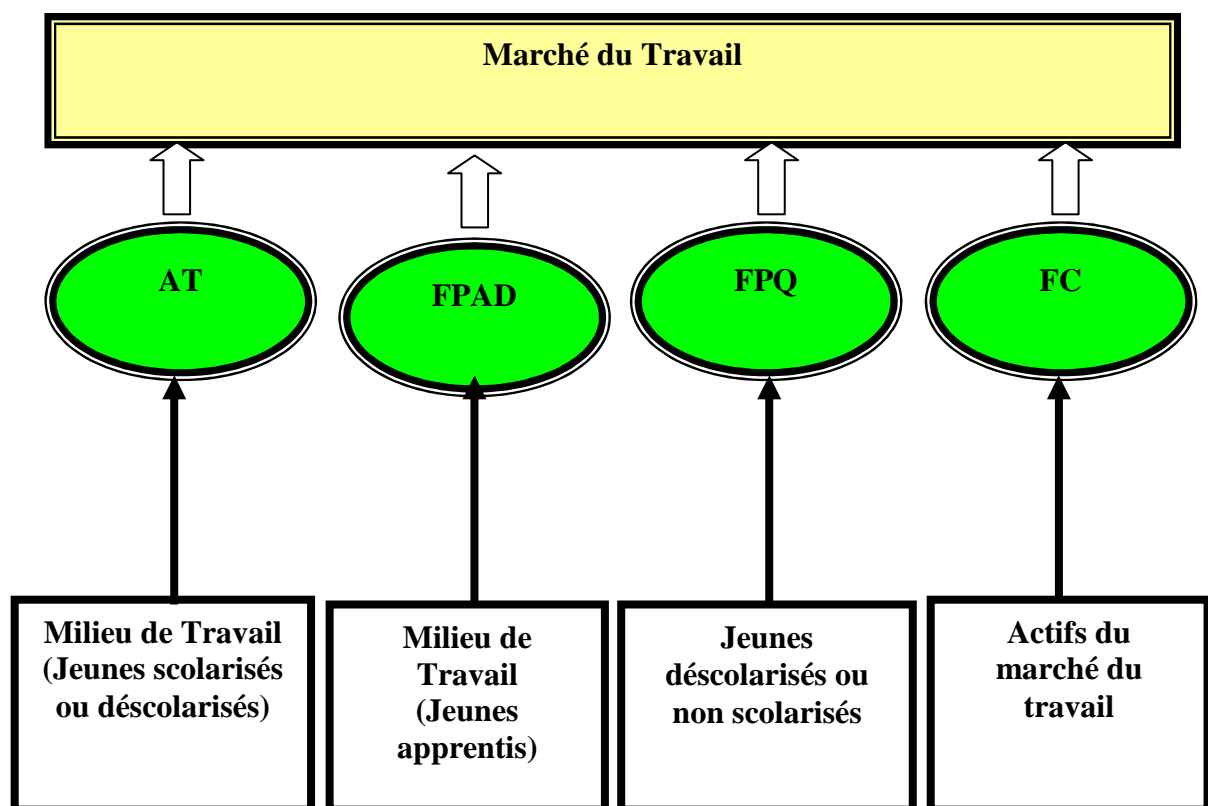 Marché du Travail
AT
FPAD
FPQ
FC
Milieu de Travail
(Jeunes scolarisés
ou déscolarisés)
Milieu de
Travail
(Jeunes
apprentis)
Jeunes
déscolarisés ou
non scolarisés
Actifs du
marché du
travail